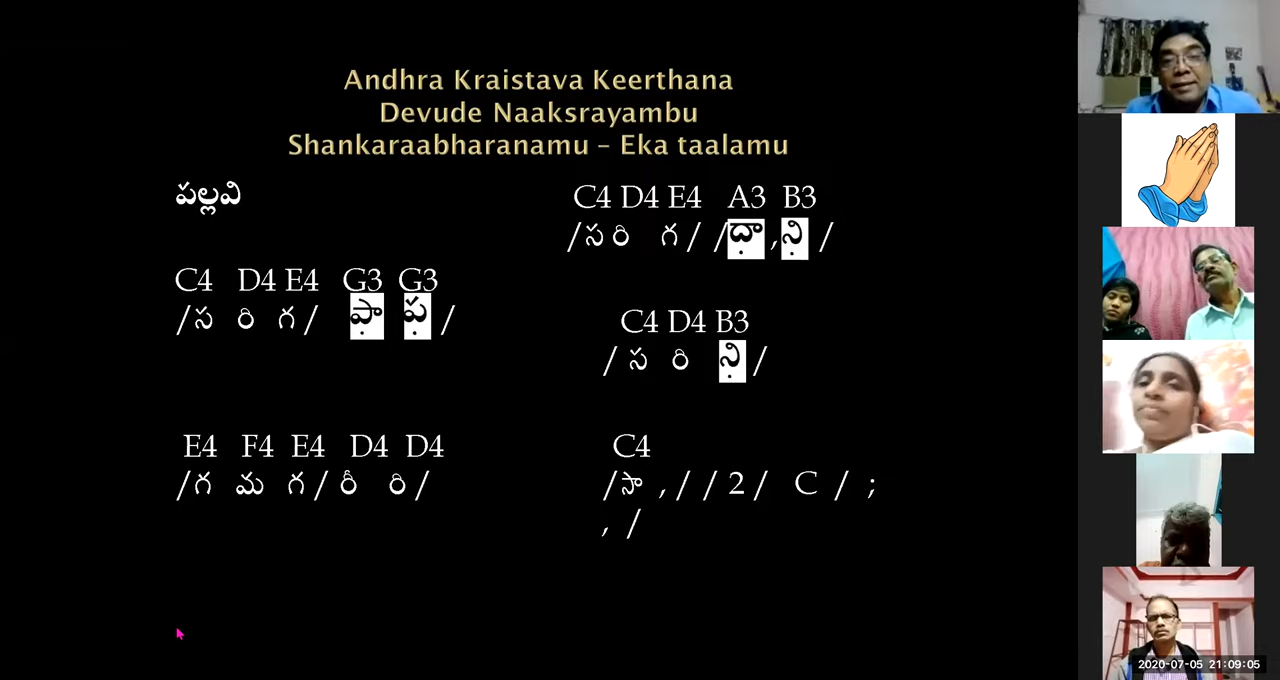 Andhra Kraistava Keerthana
Devude Naaksrayambu
Shankaraabharanamu – Eka taalamu
పల్లవి
C4 D4 E4 G3 G3
/స రి గ/ పా̣ ప̣ /
E4 F4 E4 D4 D4
/గ మ గ/ రీ రి/
C4 D4 E4 A3 B3
/స రి గ/ /దా̣ ,ని̣ /
C4 D4 B3
/ స రి ని̣ /
C4
/సా , / / 2 / C / ;
, /
2020-07-05 21:09:05